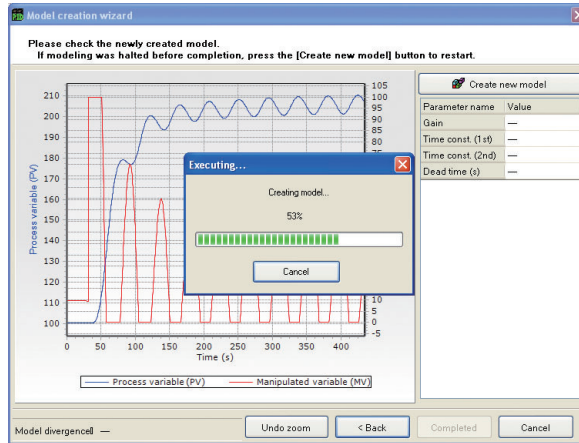 Model creation wizard
Please check the newly created model.
If modeling was halted before completion, press the [Create new model] button to restart.
210
200
190
180
170
160
150
140
130
120
110
100
Process variable (PV)
105
100
95
90
85
80
10
5
0
-5
0
50
100
150
200
250
300
350
400
Time (s)
Process variable (PV)
Manipulated variable (MV)
Create new model
Parameter name Value
Gain —
Time const. (1st) —
Time const. (2nd) —
Dead time (s) —
Executing...
Creating model...
53%
Cancel
Model divergence —
Undo zoom
< Back
Completed
Cancel